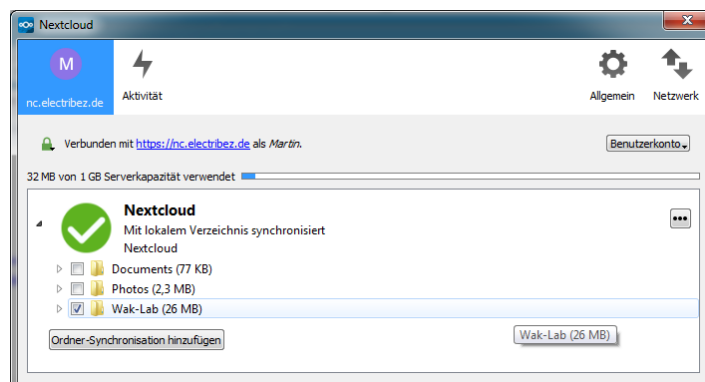 Nextcloud
M
nc.electribez.de
Aktivität
Allgemein
Netzwerk
Verbunden mit https://nc.electribez.de als Martin.
Benutzerkonto
32 MB von 1 GB Serverkapazität verwendet
Nextcloud
Mit lokalem Verzeichnis synchronisiert
Nextcloud
Documents (77 KB)
Photos (2,3 MB)
Wak-Lab (26 MB)
Ordner-Synchronisation hinzufügen
Wak-Lab (26 MB)